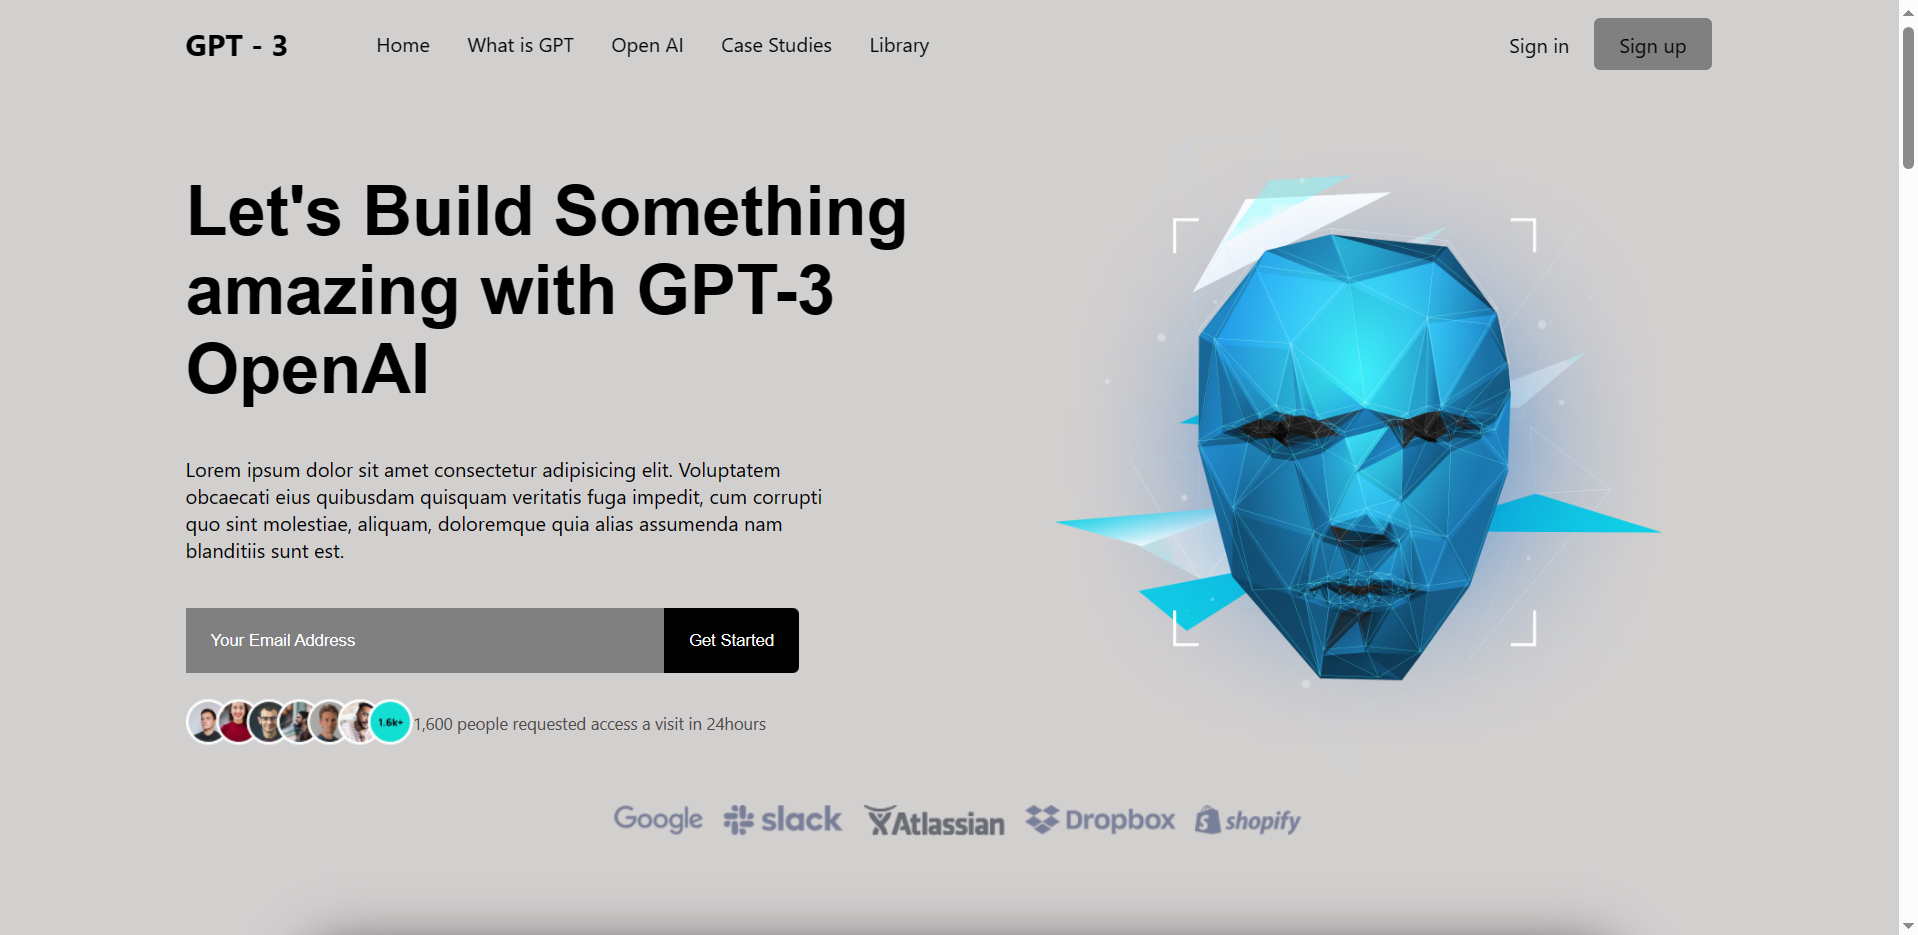 GPT - 3
Home
What is GPT
Open AI
Case Studies
Library
Sign in
Sign up
Let's Build Something
amazing with GPT-3
OpenAI
Lorem ipsum dolor sit amet consectetur adipisicing elit. Voluptatem
obcaecati eius quibusdam quisquam veritatis fuga impedit, cum corrupti
quo sint molestiae, aliquam, doloremque quia alias assumenda nam
blanditiis sunt est.
Your Email Address
Get Started
1.6k+
1,600 people requested access a visit in 24hours
Google
slack
Atlassian
Dropbox
shopify